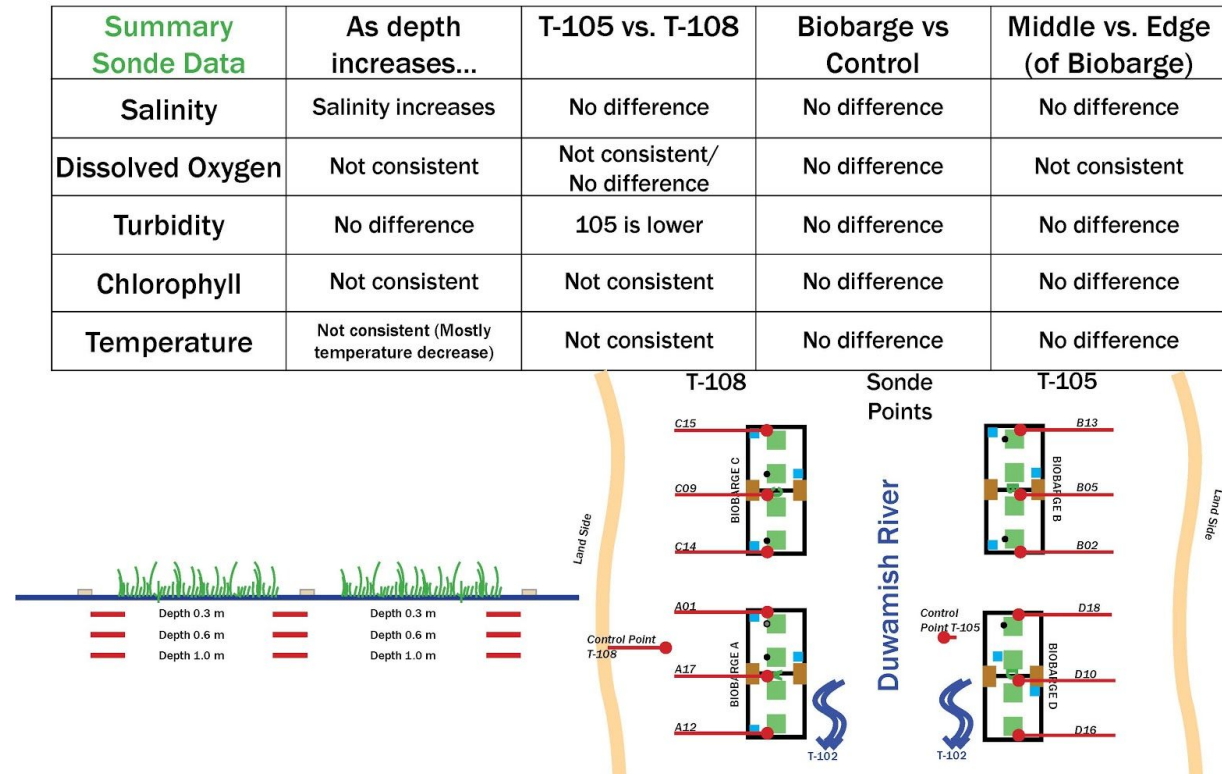 Summary
Sonde Data
As depth
increases...
T-105 vs. T-108
Biobarge vs
Control
Middle vs. Edge
(of Biobarge)
Salinity
Salinity increases
No difference
No difference
No difference
Dissolved Oxygen
Not consistent
Not consistent/
No difference
No difference
Not consistent
Turbidity
No difference
105 is lower
No difference
No difference
Chlorophyll
Not consistent
Not consistent
No difference
No difference
Temperature
Not consistent (Mostly
temperature decrease)
Not consistent
No difference
No difference
T-108
Sonde
Points
T-105
Depth 0.3 m
Depth 0.3 m
Depth 0.6 m
Depth 0.6 m
Depth 1.0 m
Depth 1.0 m
Land Side
C15
C09
C14
BIOBARGE C
A01
Control Point
T-108
A17
A12
BIOBARGE A
T-102
Duwamish River
B13
B05
B02
BIOBARGE B
Control
Point T-105
D18
D10
D16
BIOBARGE D
T-102
Land Side